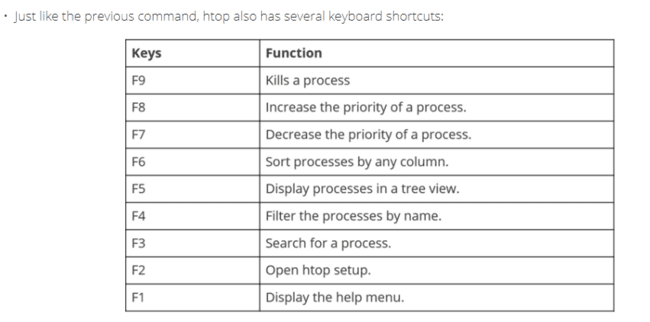 • Just like the previous command, htop also has several keyboard shortcuts:
Keys Function
F9 Kills a process
F8 Increase the priority of a process.
F7 Decrease the priority of a process.
F6 Sort processes by any column.
F5 Display processes in a tree view.
F4 Filter the processes by name.
F3 Search for a process.
F2 Open htop setup.
F1 Display the help menu.